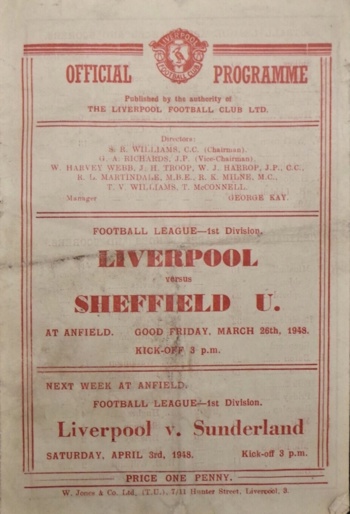 LIVERPOOL
FOOTBALL CLUB
OFFICIAL PROGRAMME
Published by the authority of
THE LIVERPOOL FOOTBALL CLUB LTD.
Directors:
S. R. WILLIAMS, C.C. (Chairman).
G. A. RICHARDS, J.P. (Vice-Chairman),
W. HARVEY WEBB, J. H. TROOP, W. J. HARROP, J.P., C.C.,
R. L. MARTINDALE, M.B.E., R. K. MILNE, M.C.,
T. V. WILLIAMS, T. McCONNELL.
Manager GEORGE KAY.
FOOTBALL LEAGUE—1st Division.
LIVERPOOL
versus
SHEFFIELD U.
AT ANFIELD. GOOD FRIDAY, MARCH 26th, 1948.
KICK-OFF 3 p.m.
NEXT WEEK AT ANFIELD.
FOOTBALL LEAGUE—1st Division.
Liverpool v. Sunderland
SATURDAY, APRIL 3rd, 1948. Kick-off 3 p.m.
PRICE ONE PENNY.
W. Jones & Co. Ltd., (T.U.), 7/11 Hunter Street, Liverpool, 3.